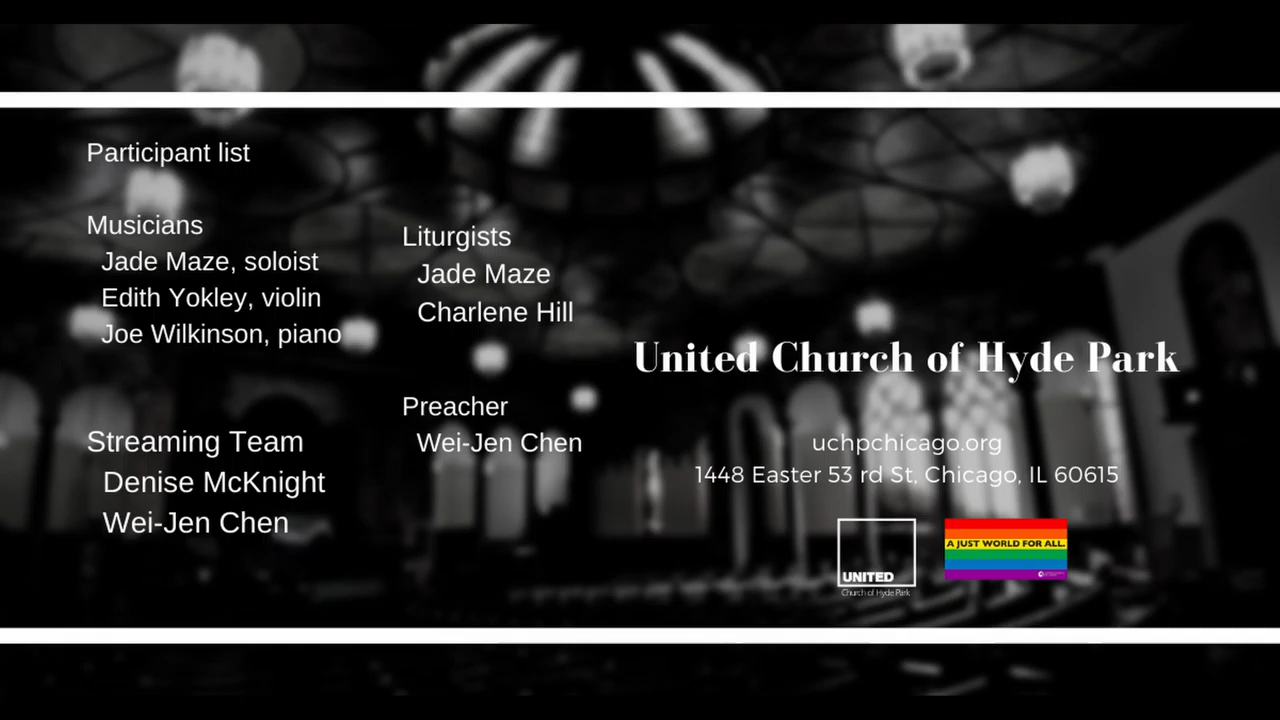 Participant list
Musicians
Jade Maze, soloist
Edith Yokley, violin
Joe Wilkinson, piano
Streaming Team
Denise McKnight
Wei-Jen Chen
Liturgists
Jade Maze
Charlene Hill
Preacher
Wei-Jen Chen
United Church of Hyde Park
uchpchicago.org
1448 Easter 53 rd St, Chicago, IL 60615
UNITED
Church of Hyde Park
A JUST WORLD FOR ALL.